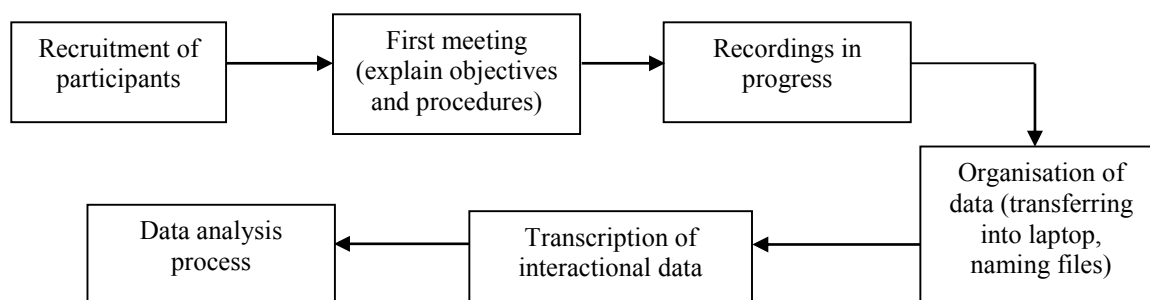 Recruitment of
participants
First meeting
(explain objectives
and procedures)
Recordings in
progress
Organisation of
data (transferring
into laptop,
naming files)
Transcription of
interactional data
Data analysis
process